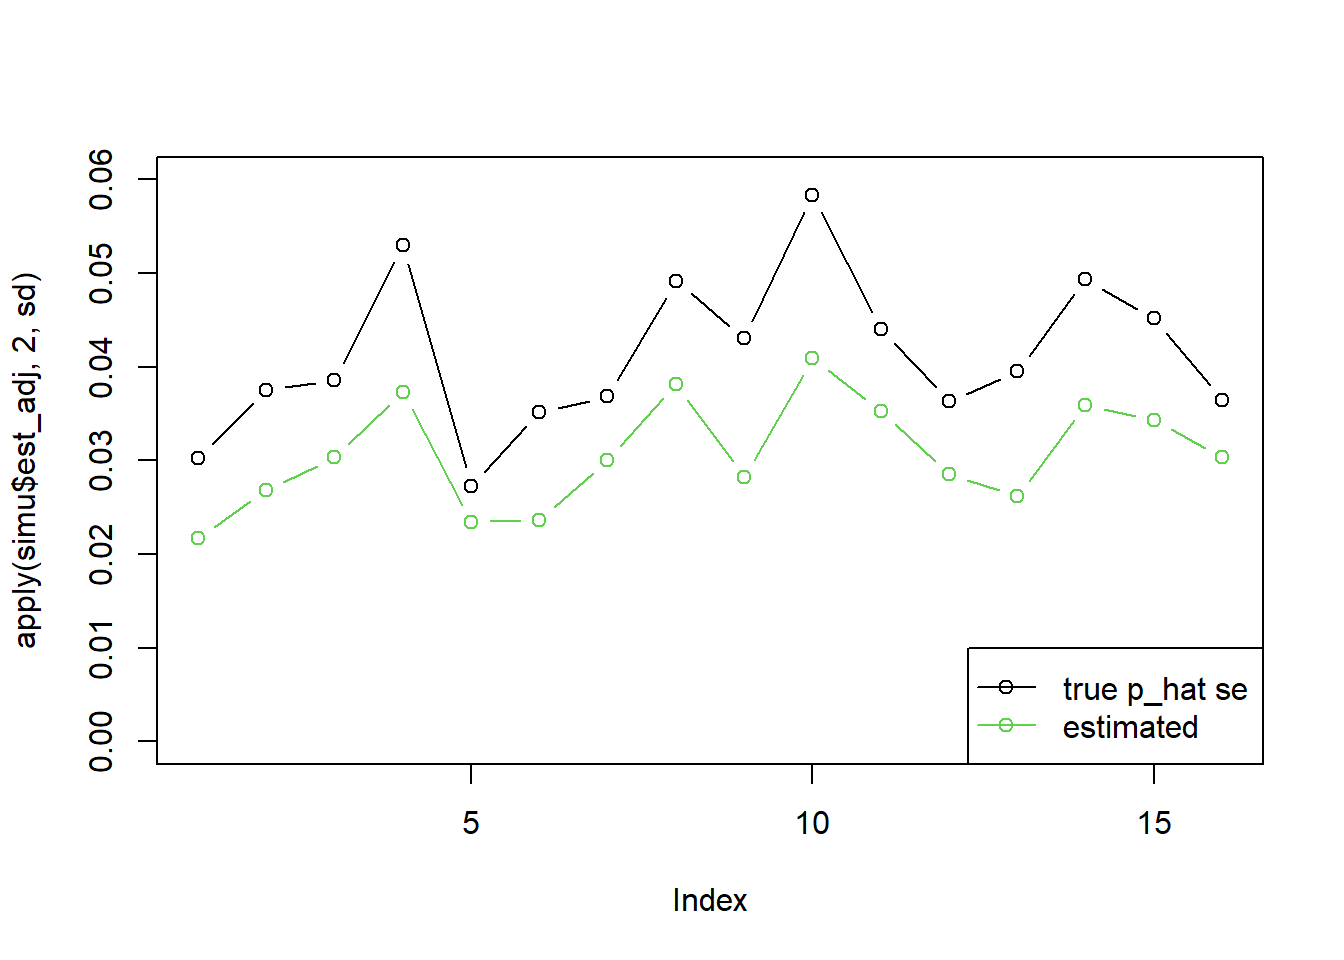 apply(simu$est_adj, 2, sd)
0.06
0.05
0.04
0.03
0.02
0.01
0.00
true p_hat se
estimated
5
10
15
Index